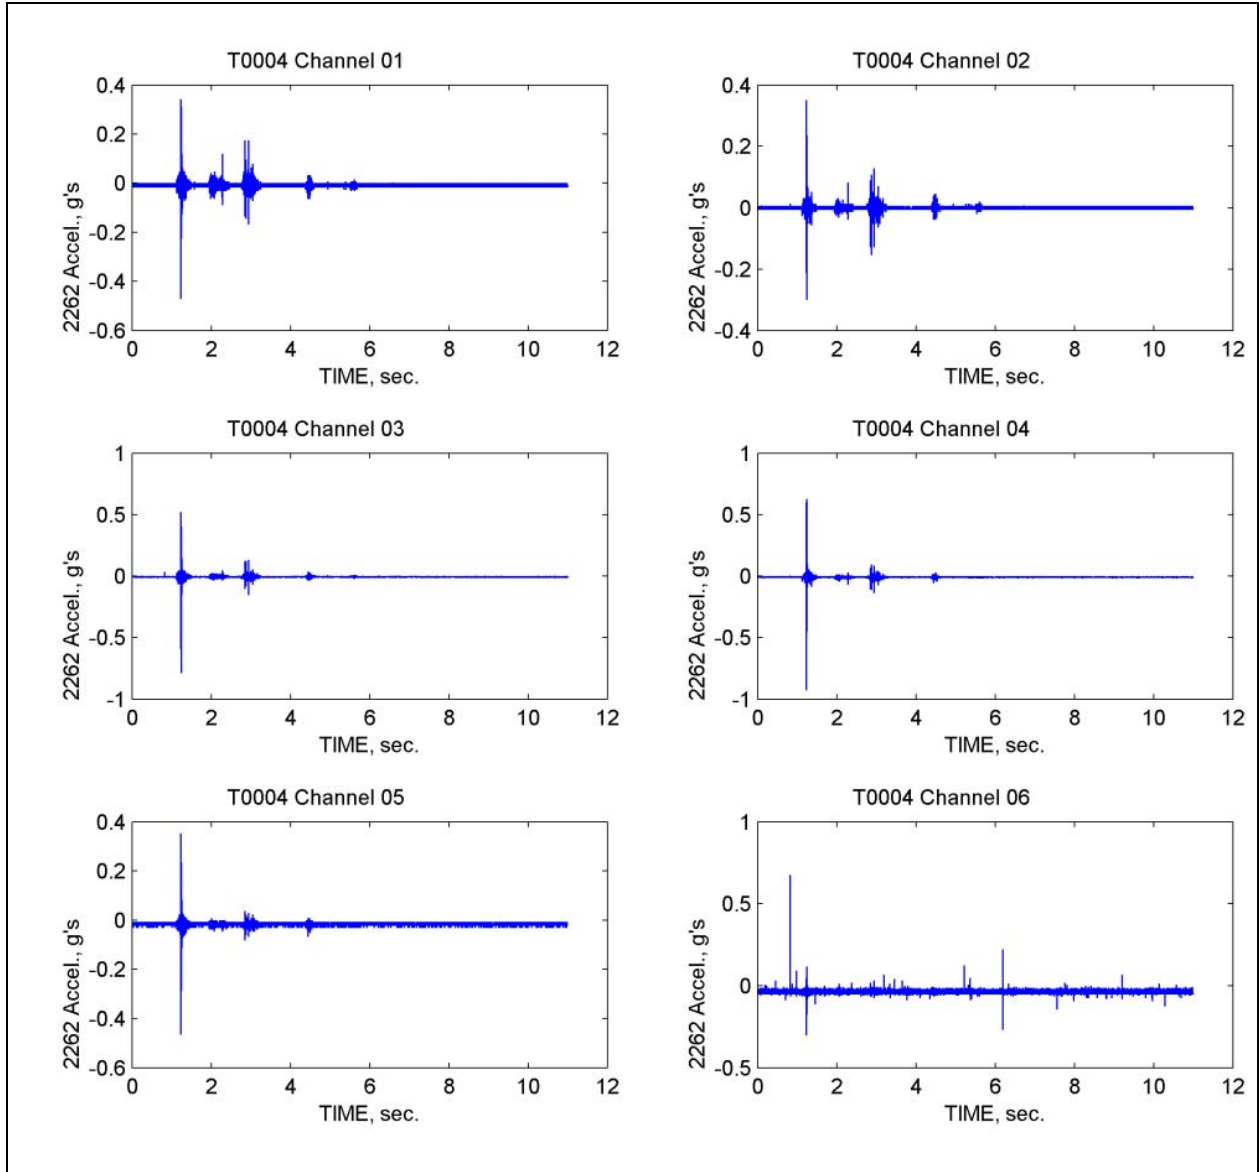 T0004 Channel 01
0.4
0.2
0
-0.2
-0.4
-0.6
2262 Accel., g's
0 2 4 6 8 10 12
TIME, sec.
T0004 Channel 02
0.4
0.2
0
-0.2
-0.4
2262 Accel., g's
0 2 4 6 8 10 12
TIME, sec.
T0004 Channel 03
1
0.5
0
-0.5
-1
2262 Accel., g's
0 2 4 6 8 10 12
TIME, sec.
T0004 Channel 04
1
0.5
0
-0.5
-1
2262 Accel., g's
0 2 4 6 8 10 12
TIME, sec.
T0004 Channel 05
0.4
0.2
0
-0.2
-0.4
-0.6
2262 Accel., g's
0 2 4 6 8 10 12
TIME, sec.
T0004 Channel 06
1
0.5
0
-0.5
2262 Accel., g's
0 2 4 6 8 10 12
TIME, sec.